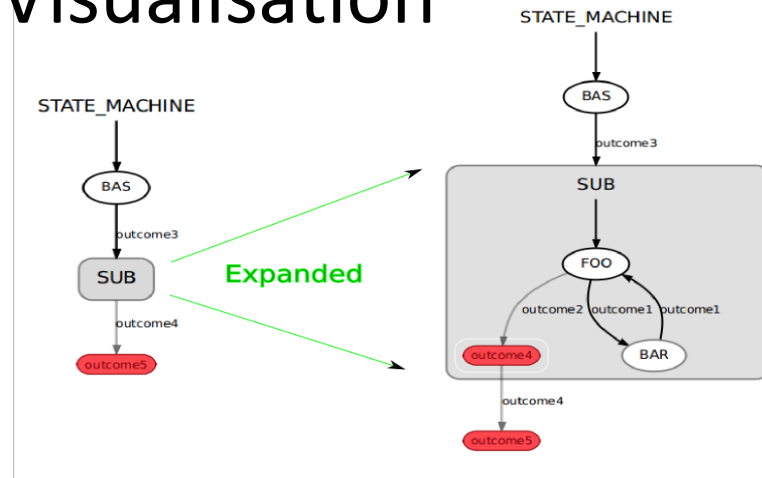 Visualisation
STATE_MACHINE
BAS
outcome3
SUB
outcome4
outcome5
Expanded
STATE_MACHINE
BAS
outcome3
SUB
FOO
outcome2
outcome1
outcome1
outcome4
BAR
outcome4
outcome5